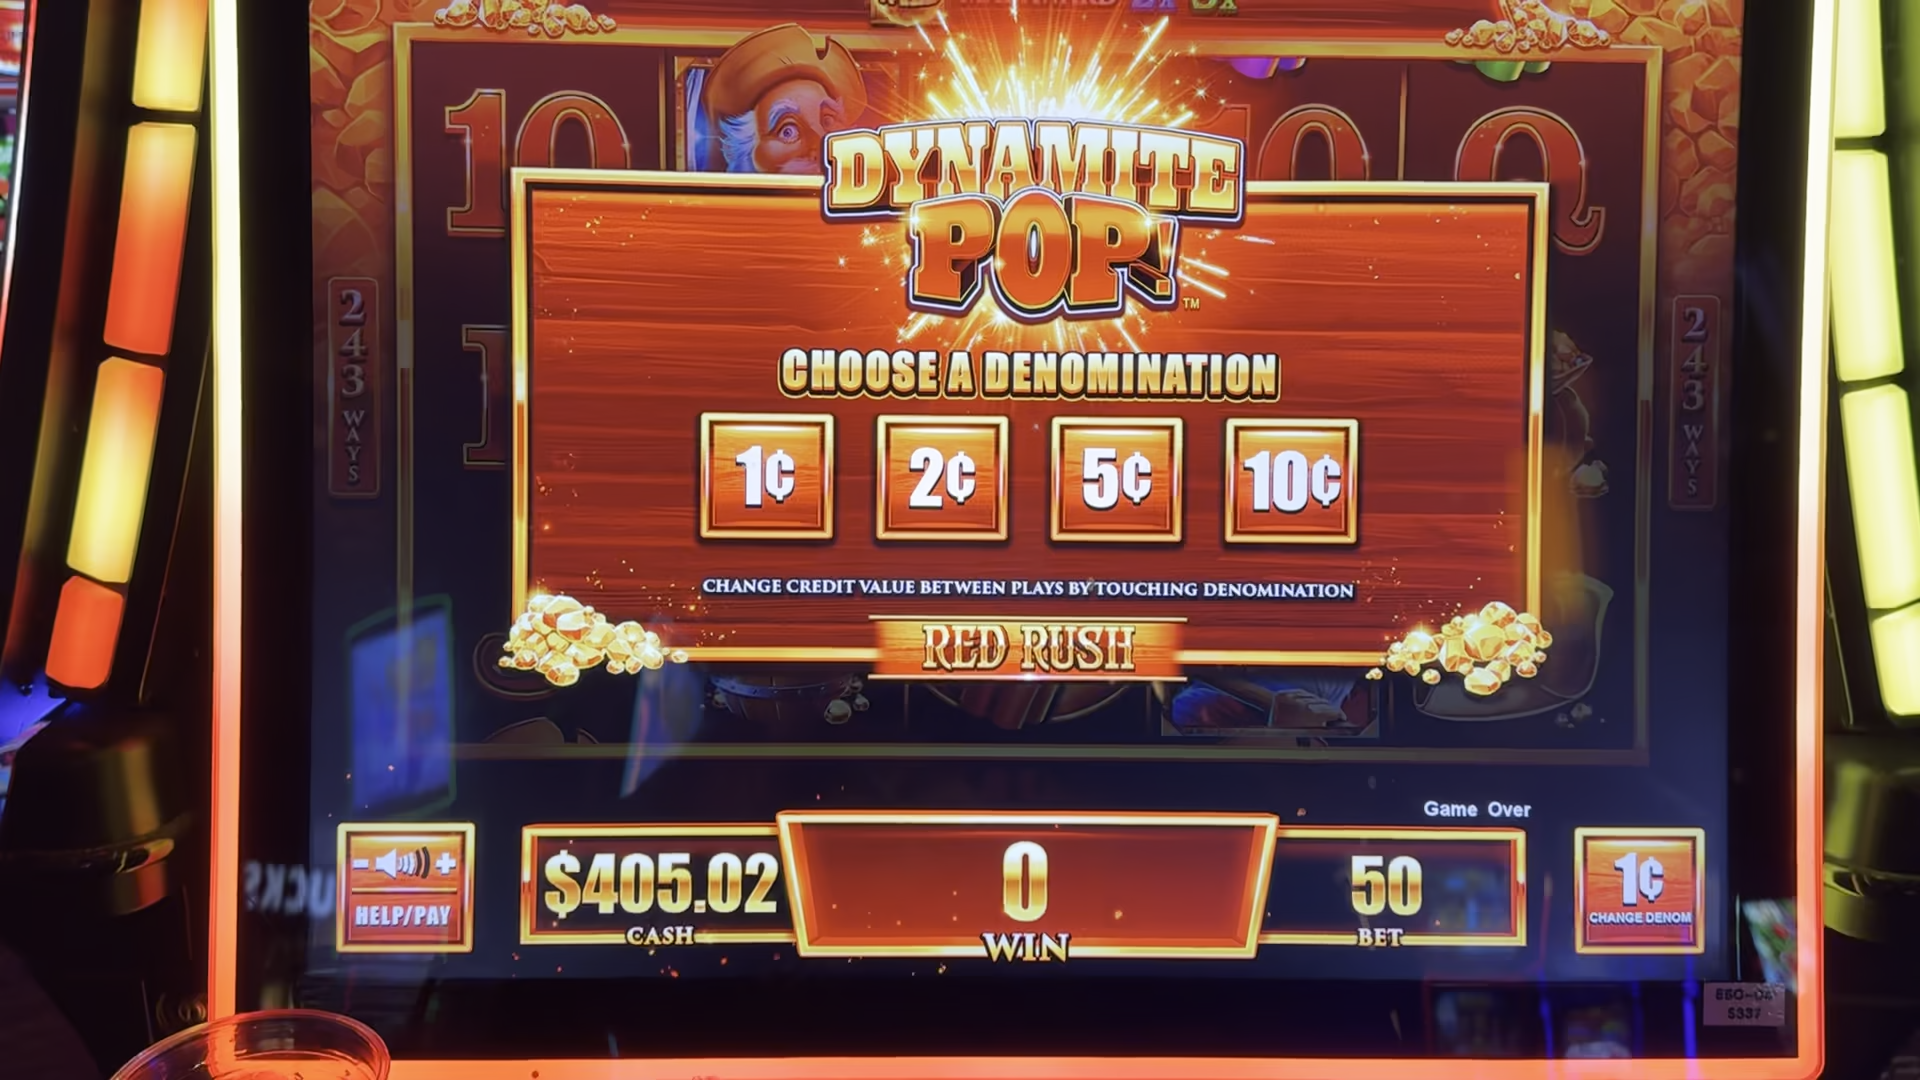 10
10
Q
DYNAMITE
POP!
TM
CHOOSE A DENOMINATION
1¢ 2¢ 5¢ 10¢
CHANGE CREDIT VALUE BETWEEN PLAYS BY TOUCHING DENOMINATION
RED RUSH
243 WAYS
243 WAYS
Game Over
- +
HELP/PAY
$405.02
CASH
0
WIN
50
BET
1¢
CHANGE DENOM